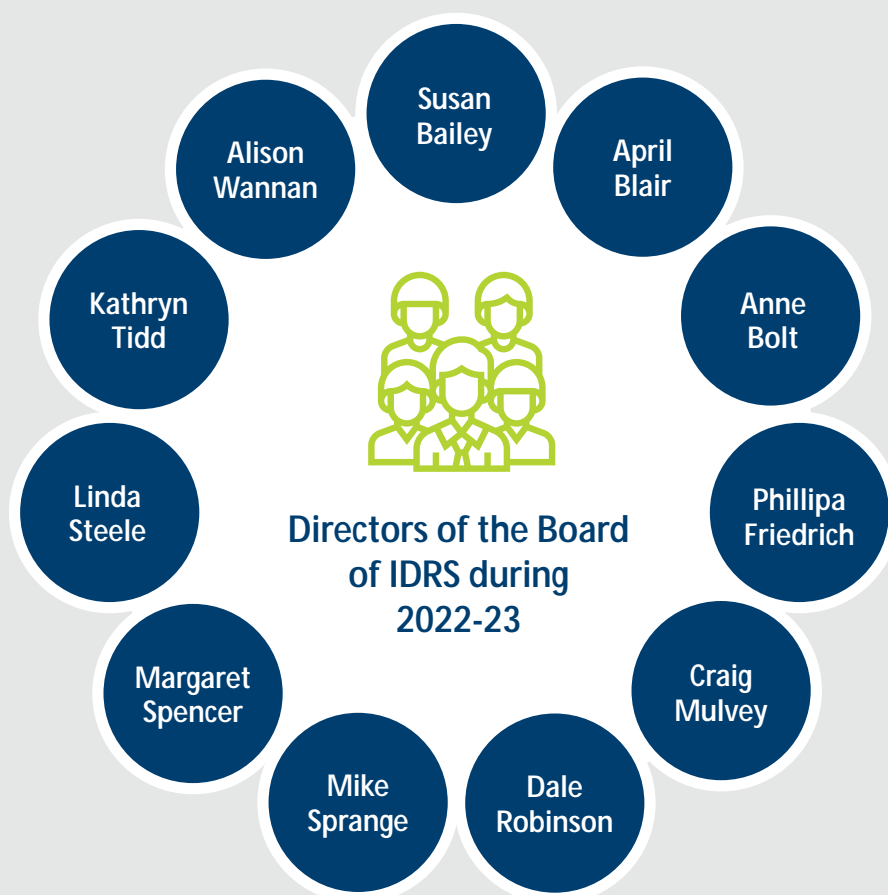 Susan
Bailey
April
Blair
Anne
Bolt
Phillipa
Friedrich
Craig
Mulvey
Dale
Robinson
Mike
Sprange
Margaret
Spencer
Linda
Steele
Kathryn
Tidd
Alison
Wannan
Directors of the Board
of IDRS during
2022-23